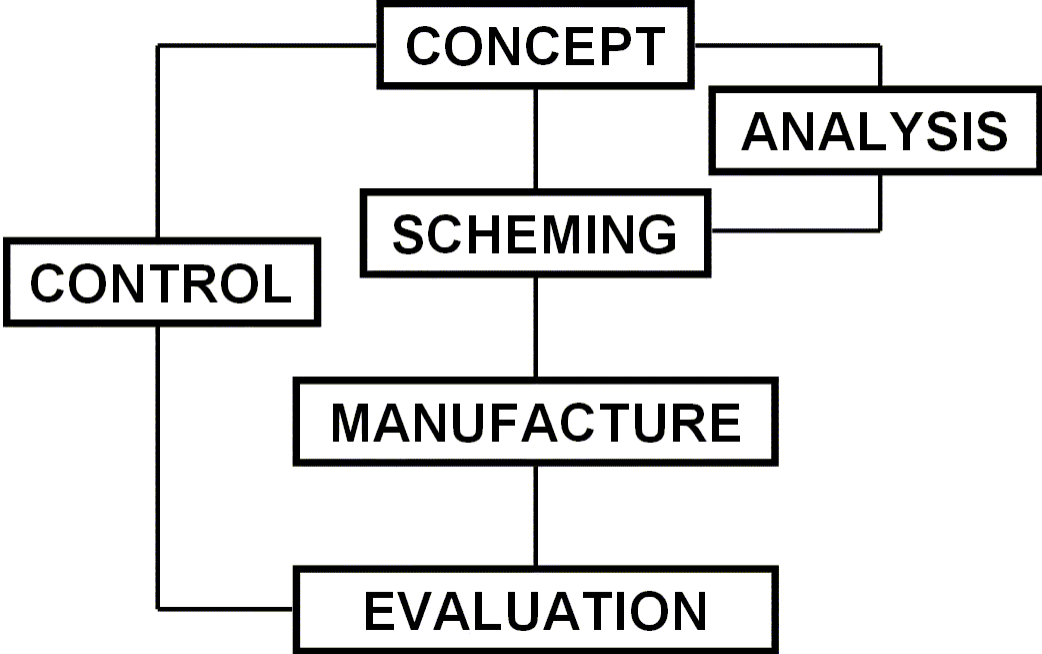 CONCEPT
ANALYSIS
SCHEMING
CONTROL
MANUFACTURE
EVALUATION